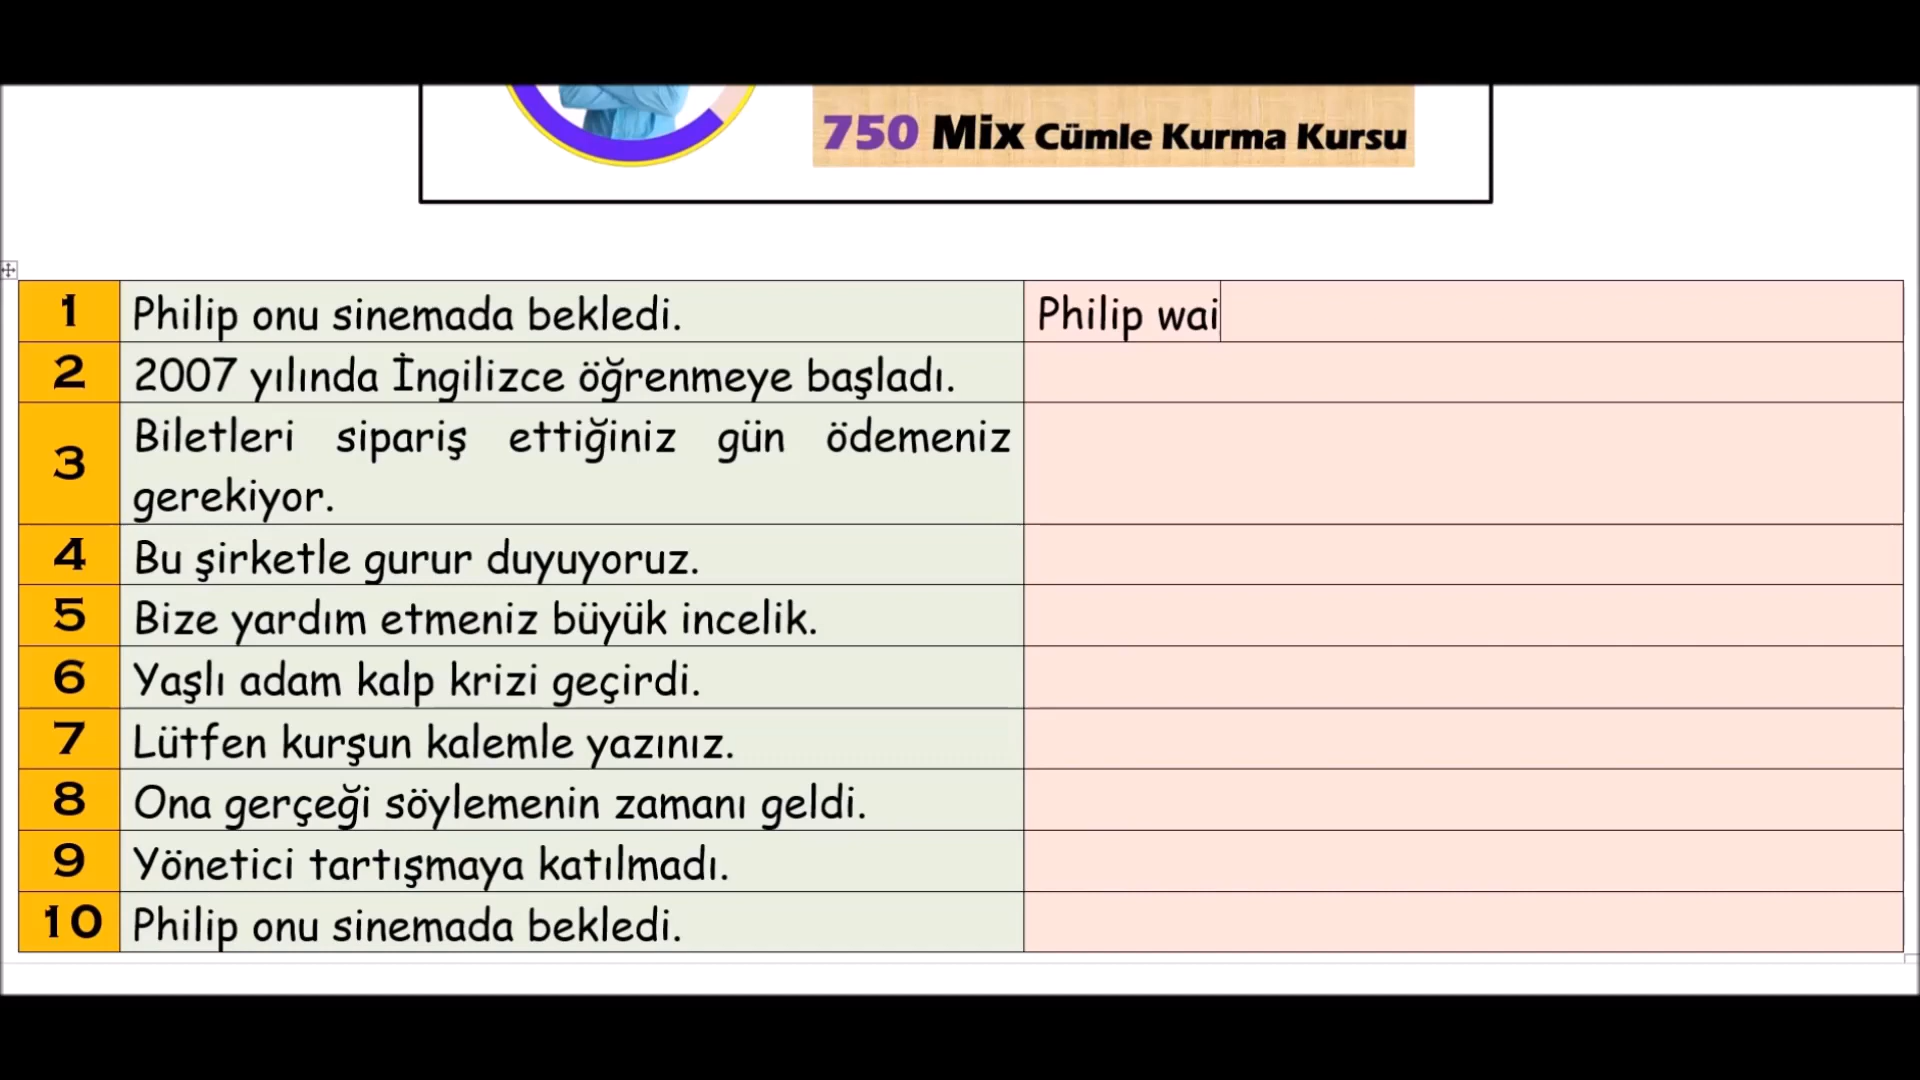 750 Mix Cümle Kurma Kursu
1 Philip onu sinemada bekledi. Philip wai
2 2007 yılında İngilizce öğrenmeye başladı.
3 Biletleri sipariş ettiğiniz gün ödemeniz
gerekiyor.
4 Bu şirketle gurur duyuyoruz.
5 Bize yardım etmeniz büyük incelik.
6 Yaşlı adam kalp krizi geçirdi.
7 Lütfen kurşun kalemle yazınız.
8 Ona gerçeği söylemenin zamanı geldi.
9 Yönetici tartışmaya katılmadı.
10 Philip onu sinemada bekledi.